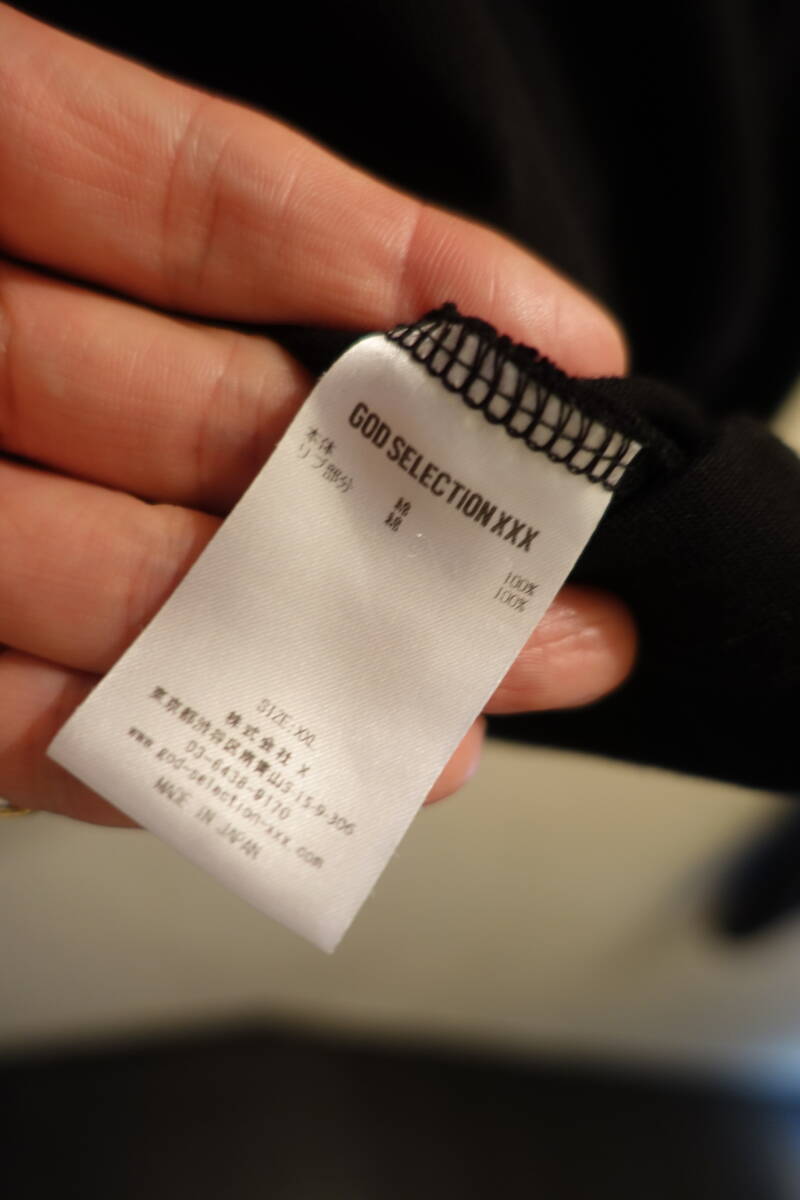 GOD SELECTION XXX
本体 綿 100%
リブ部分 綿 100%
SIZE:XXL
株式会社 X
東京都渋谷区南青山5-15-9-306
03-6438-9170
www.god-selection-xxx.com
MADE IN JAPAN